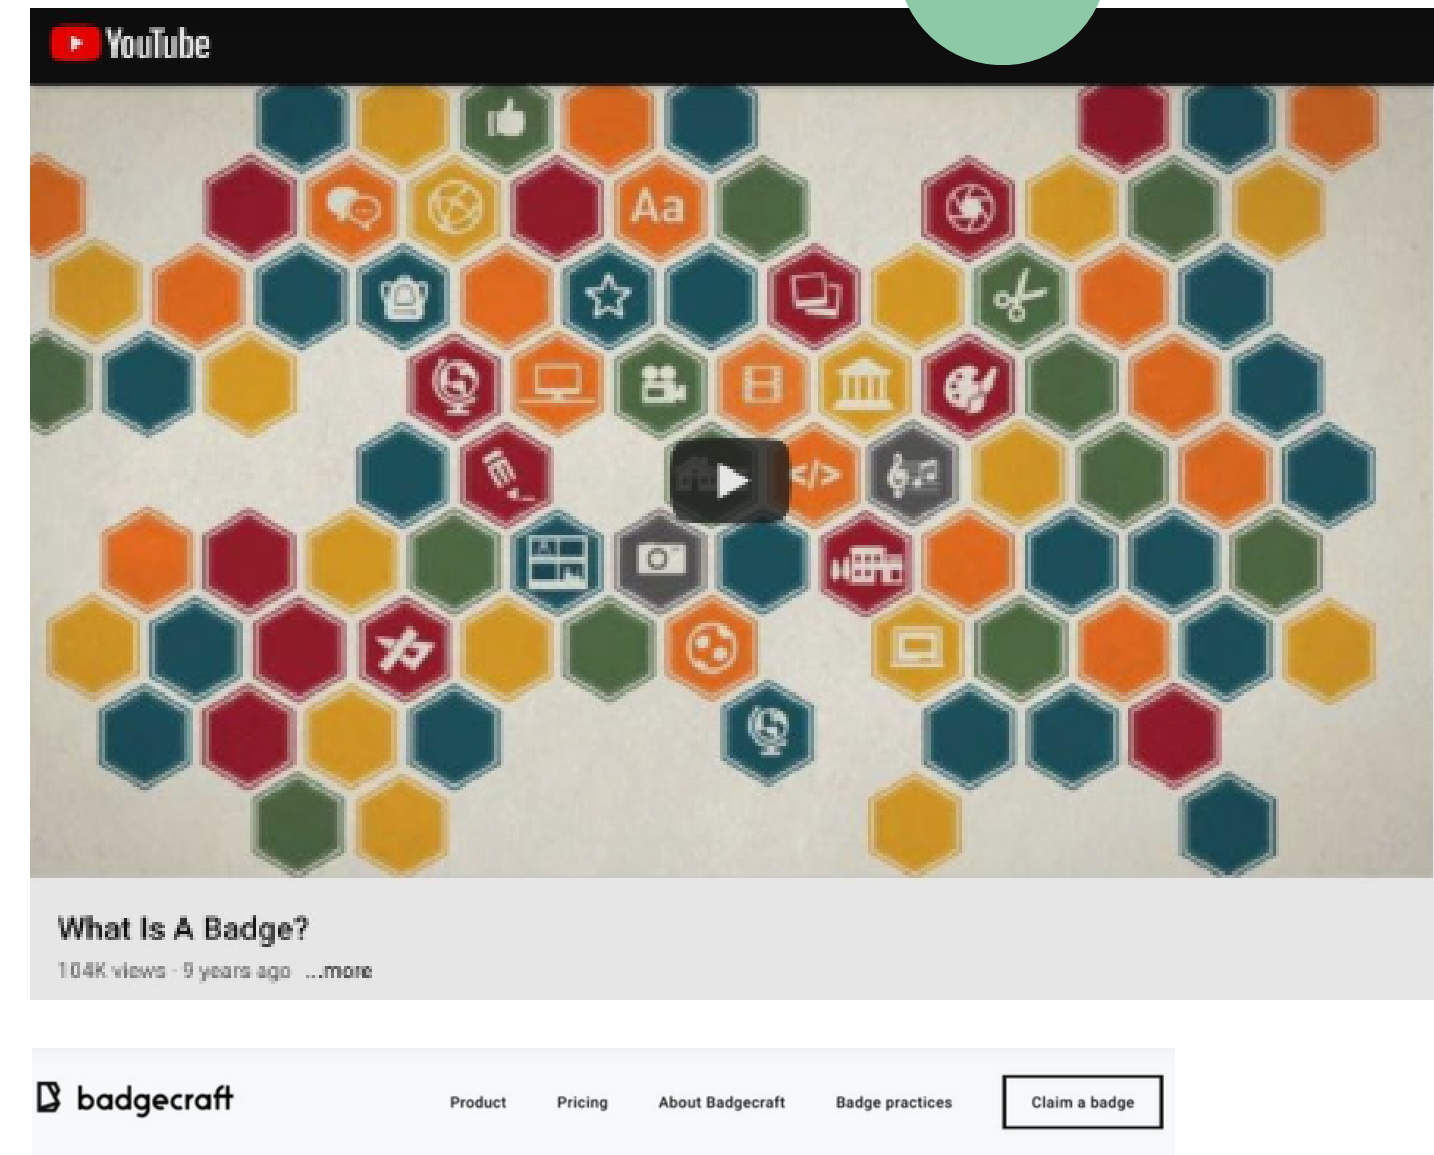 YouTube
Aa
</>
What Is A Badge?
104K views · 9 years ago ...more
badgecraft
Product Pricing About Badgecraft Badge practices Claim a badge